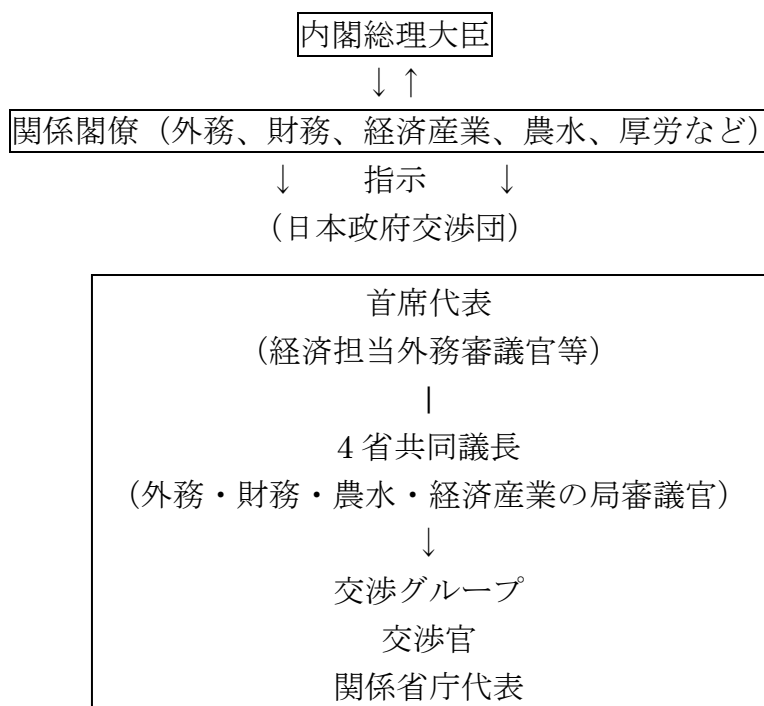 内閣総理大臣
↓ ↑
関係閣僚（外務、財務、経済産業、農水、厚労など）
↓ 指示 ↓
（日本政府交渉団）
首席代表
（経済担当外務審議官等）
|
4 省共同議長
（外務・財務・農水・経済産業の局審議官）
↓
交渉グループ
交渉官
関係省庁代表